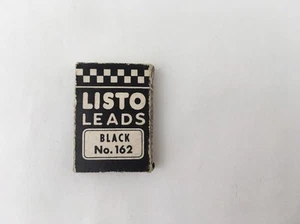 LISTO
LEADS
BLACK
No. 162